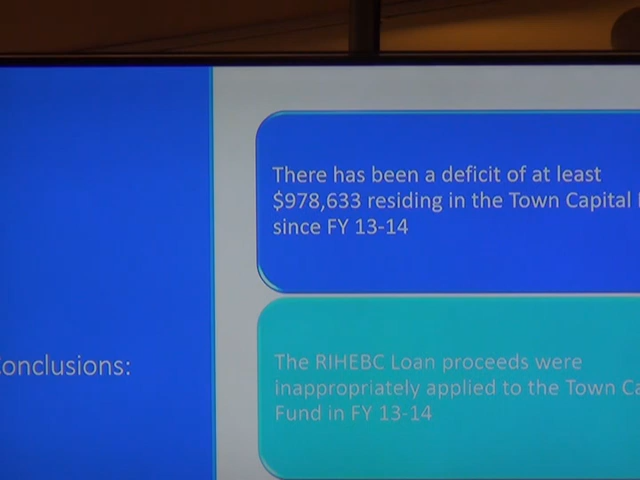 There has been a deficit of at least
$978,633 residing in the Town Capital
since FY 13-14
onclusions:
The RIHEBC Loan proceeds were
inappropriately applied to the Town Ca
Fund in FY 13-14